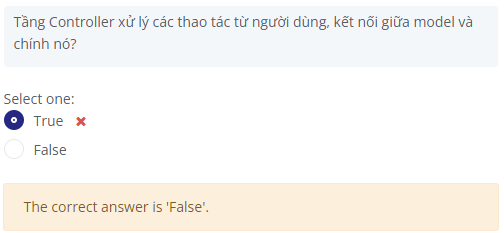 Tầng Controller xử lý các thao tác từ người dùng, kết nối giữa model và
chính nó?
Select one:
True
False
The correct answer is 'False'.